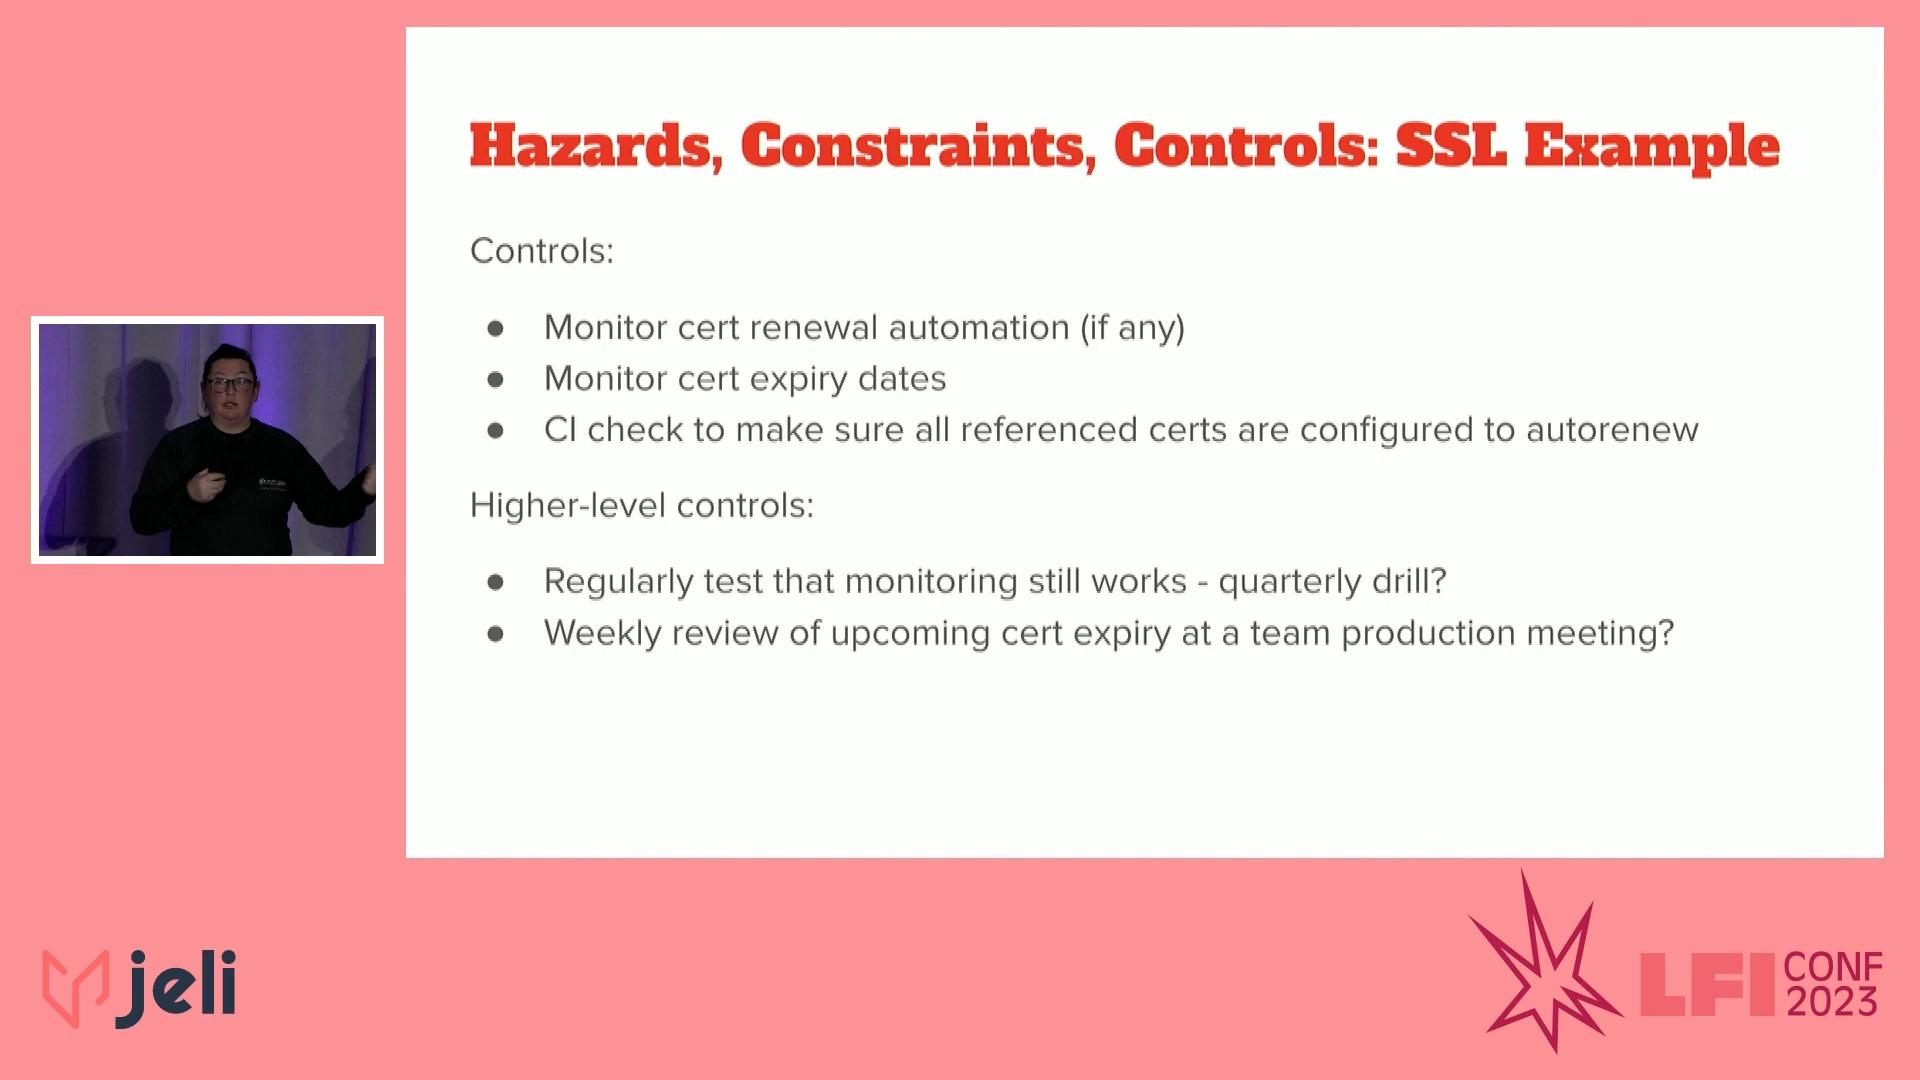 Hazards, Constraints, Controls: SSL Example
Controls:
● Monitor cert renewal automation (if any)
● Monitor cert expiry dates
● CI check to make sure all referenced certs are configured to autorenew
Higher-level controls:
● Regularly test that monitoring still works - quarterly drill?
● Weekly review of upcoming cert expiry at a team production meeting?
jeli
LFI CONF
2023